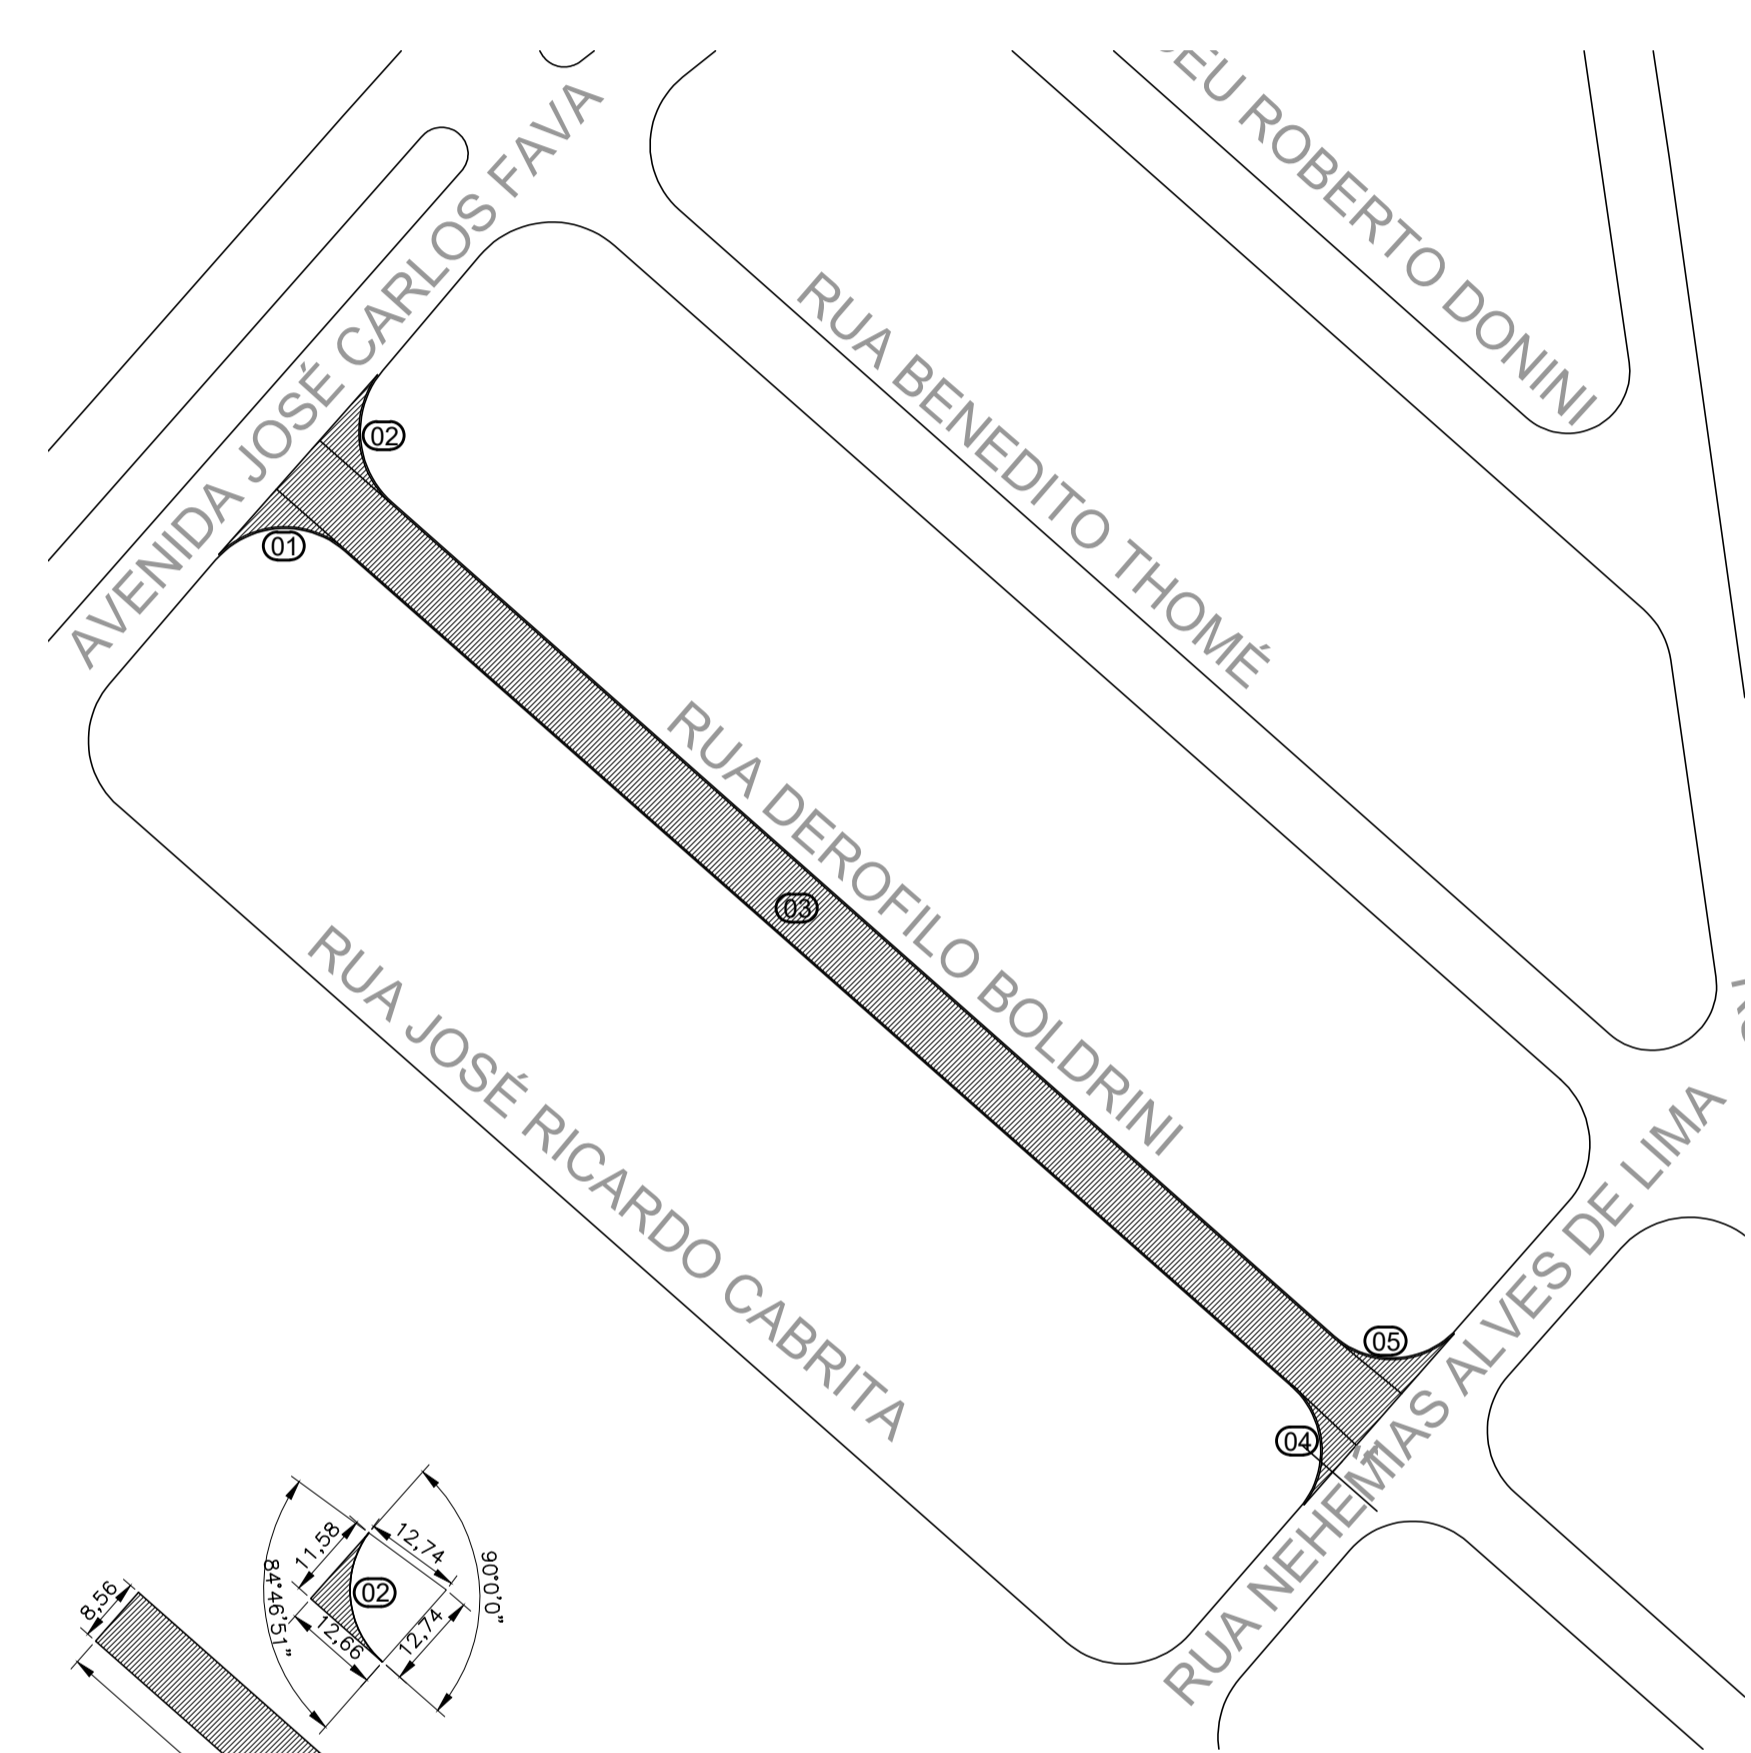 AVENIDA JOSÉ CARLOS FAVA
ROBERTO DONINI
RUA BENEDITO THOMÉ
02
01
RUA DEROFILO BOLDRINI
03
RUA JOSÉ RICARDO CABRITA
05
04
RUA NEHEMIAS ALVES DE LIMA
11,58
12,74
90°0'0"
84°46'51"
02
12,66
12,74
8,56